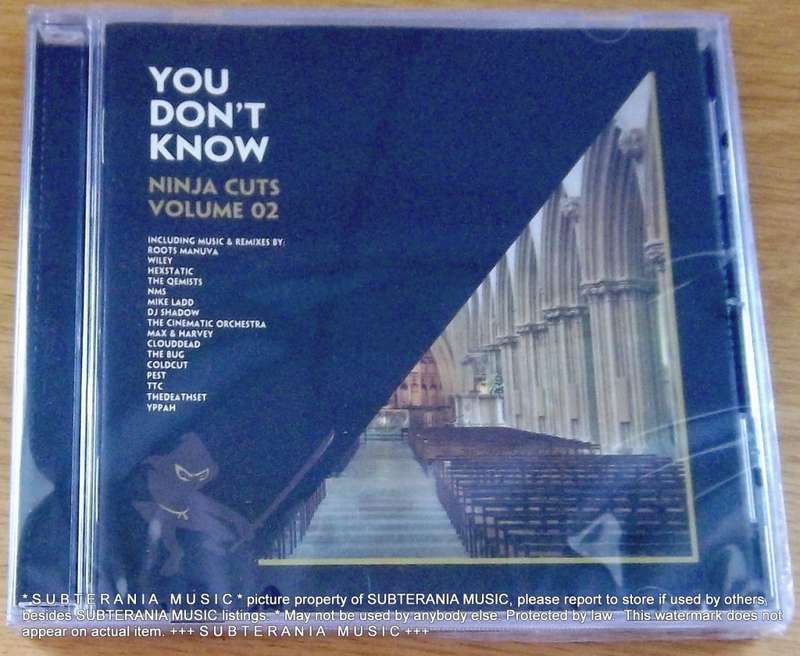 YOU
DON'T
KNOW
NINJA CUTS
VOLUME 02
INCLUDING MUSIC & REMIXES BY:
ROOTS MANUVA
WILEY
HEXSTATIC
THE QEMISTS
NMS
MIKE LADD
DJ SHADOW
THE CINEMATIC ORCHESTRA
MAX & HARVEY
CLOUDDEAD
THE BUG
COLDCUT
PEST
TTC
THEDEATHSET
YPPAH
* S U B T E R A N I A   M U S I C * picture property of SUBTERANIA MUSIC, please report to store if used by others,
besides SUBTERANIA MUSIC listings. * May not be used by anybody else. Protected by law. This watermark does not
appear on actual item. +++ S U B T E R A N I A   M U S I C +++